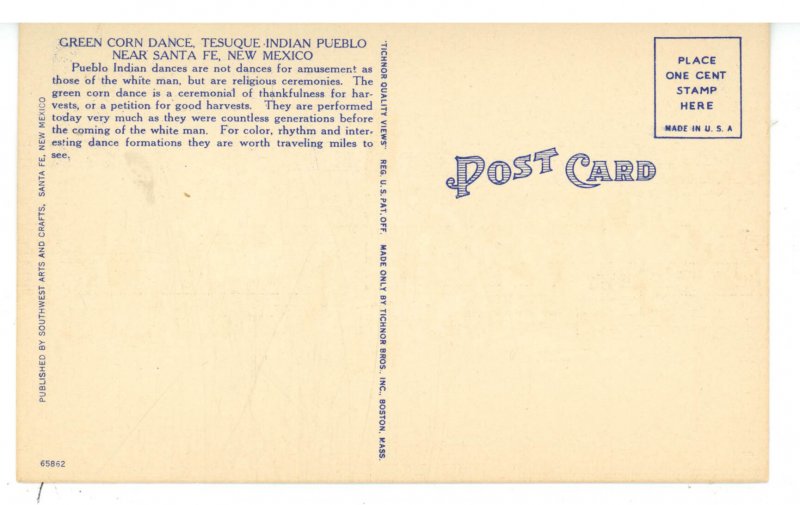 GREEN CORN DANCE, TESUQUE INDIAN PUEBLO
NEAR SANTA FE, NEW MEXICO
Pueblo Indian dances are not dances for amusement as
those of the white man, but are religious ceremonies. The
green corn dance is a ceremonial of thankfulness for har-
vests, or a petition for good harvests. They are performed
today very much as they were countless generations before
the coming of the white man. For color, rhythm and inter-
esting dance formations they are worth traveling miles to
see.
PUBLISHED BY SOUTHWEST ARTS AND CRAFTS, SANTA FE, NEW MEXICO
65862
"TICHNOR QUALITY VIEWS" REG. U. S. PAT. OFF. MADE ONLY BY TICHNOR BROS., INC., BOSTON, MASS.
POST CARD
PLACE
ONE CENT
STAMP
HERE
MADE IN U. S. A